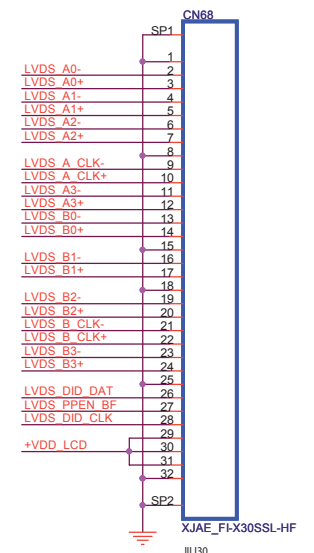 CN68
SP1
1
LVDS_A0- 2
LVDS_A0+ 3
LVDS_A1- 4
LVDS_A1+ 5
LVDS_A2- 6
LVDS_A2+ 7
8
LVDS_A_CLK- 9
LVDS_A_CLK+ 10
LVDS_A3- 11
LVDS_A3+ 12
LVDS_B0- 13
LVDS_B0+ 14
15
LVDS_B1- 16
LVDS_B1+ 17
18
LVDS_B2- 19
LVDS_B2+ 20
LVDS_B_CLK- 21
LVDS_B_CLK+ 22
LVDS_B3- 23
LVDS_B3+ 24
25
LVDS_DID_DAT 26
LVDS_PPEN_BF 27
LVDS_DID_CLK 28
29
+VDD_LCD 30
31
32
SP2
XJAE_FI-X30SSL-HF